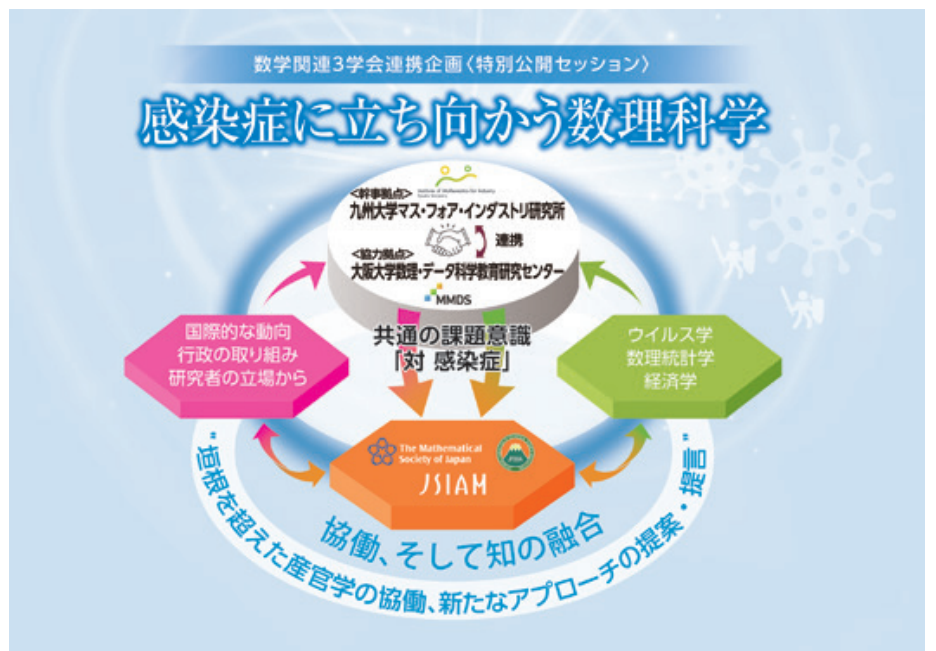 数学関連3学会連携企画〈特別公開セッション〉
感染症に立ち向かう数理科学
Institute of Mathematics for Industry
<幹事拠点>
九州大学マス・フォア・インダストリ研究所
連携
<協力拠点>
大阪大学数理・データ科学教育研究センター
MMDS
共通の課題意識
「対 感染症」
国際的な動向
行政の取り組み
研究者の立場から
ウイルス学
数理統計学
経済学
The Mathematical
Society of Japan
JSIAM
協働、そして知の融合
"垣根を超えた産官学の協働、新たなアプローチの提案・提言"